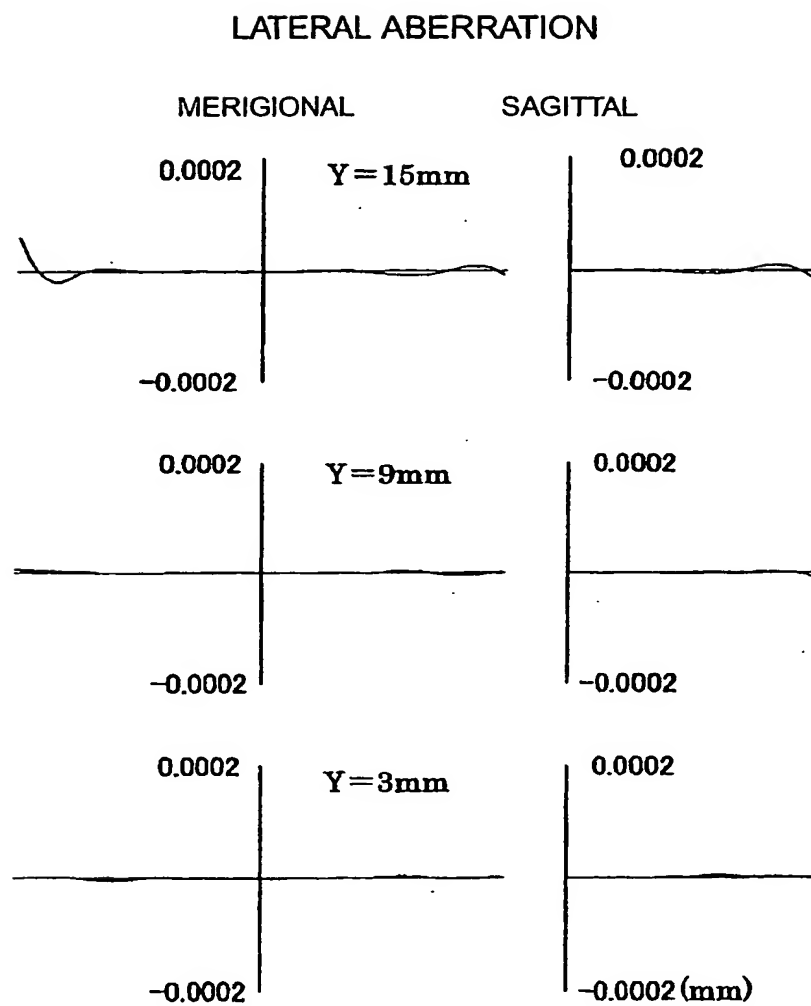 LATERAL ABERRATION
MERIGIONAL SAGITTAL
0.0002 Y=15mm 0.0002
-0.0002 -0.0002
0.0002 Y=9mm 0.0002
-0.0002 -0.0002
0.0002 Y=3mm 0.0002
-0.0002 -0.0002(mm)